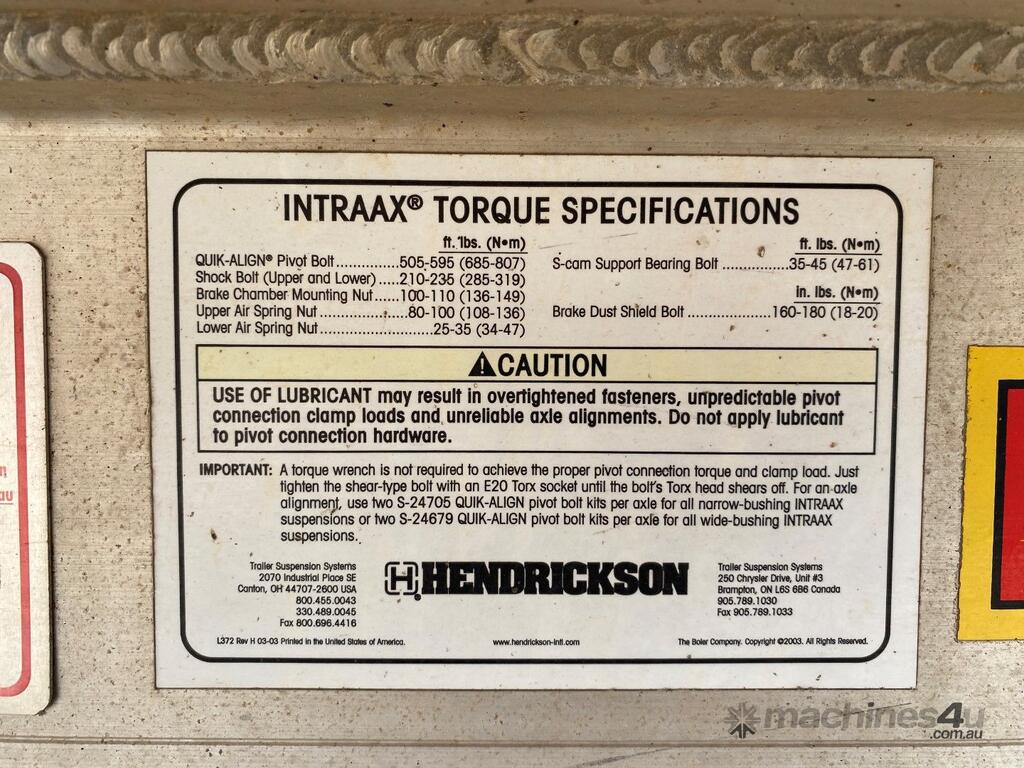 INTRAAX® TORQUE SPECIFICATIONS
ft. lbs. (N•m)
QUIK-ALIGN® Pivot Bolt...............505-595 (685-807)
Shock Bolt (Upper and Lower).....210-235 (285-319)
Brake Chamber Mounting Nut.....100-110 (136-149)
Upper Air Spring Nut.....................80-100 (108-136)
Lower Air Spring Nut...........................25-35 (34-47)
ft. lbs. (N•m)
S-cam Support Bearing Bolt ................35-45 (47-61)
in. lbs. (N•m)
Brake Dust Shield Bolt ....................160-180 (18-20)
⚠CAUTION
USE OF LUBRICANT may result in overtightened fasteners, unpredictable pivot
connection clamp loads and unreliable axle alignments. Do not apply lubricant
to pivot connection hardware.
IMPORTANT: A torque wrench is not required to achieve the proper pivot connection torque and clamp load. Just
tighten the shear-type bolt with an E20 Torx socket until the bolt's Torx head shears off. For an axle
alignment, use two S-24705 QUIK-ALIGN pivot bolt kits per axle for all narrow-bushing INTRAAX
suspensions or two S-24679 QUIK-ALIGN pivot bolt kits per axle for all wide-bushing INTRAAX
suspensions.
Trailer Suspension Systems
2070 Industrial Place SE
Canton, OH 44707-2600 USA
800.455.0043
330.489.0045
Fax 800.696.4416
H HENDRICKSON
Trailer Suspension Systems
250 Chrysler Drive, Unit #3
Brampton, ON L6S 6B6 Canada
905.789.1030
Fax 905.789.1033
L372 Rev H 03-03 Printed in the United States of America.
www.hendrickson-intl.com
The Boler Company. Copyright ©2003. All Rights Reserved.
machines4u
.com.au